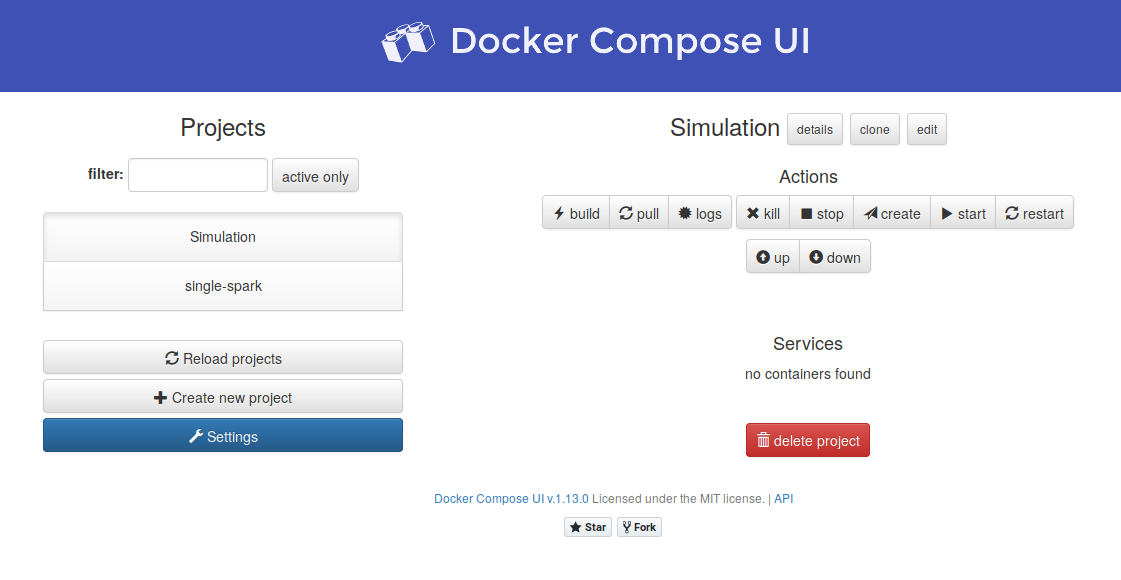 Docker Compose UI
Projects
filter: active only
Simulation
single-spark
Reload projects
Create new project
Settings
Simulation details clone edit
Actions
build pull logs kill stop create start restart
up down
Services
no containers found
delete project
Docker Compose UI v.1.13.0 Licensed under the MIT license. | API
Star Fork